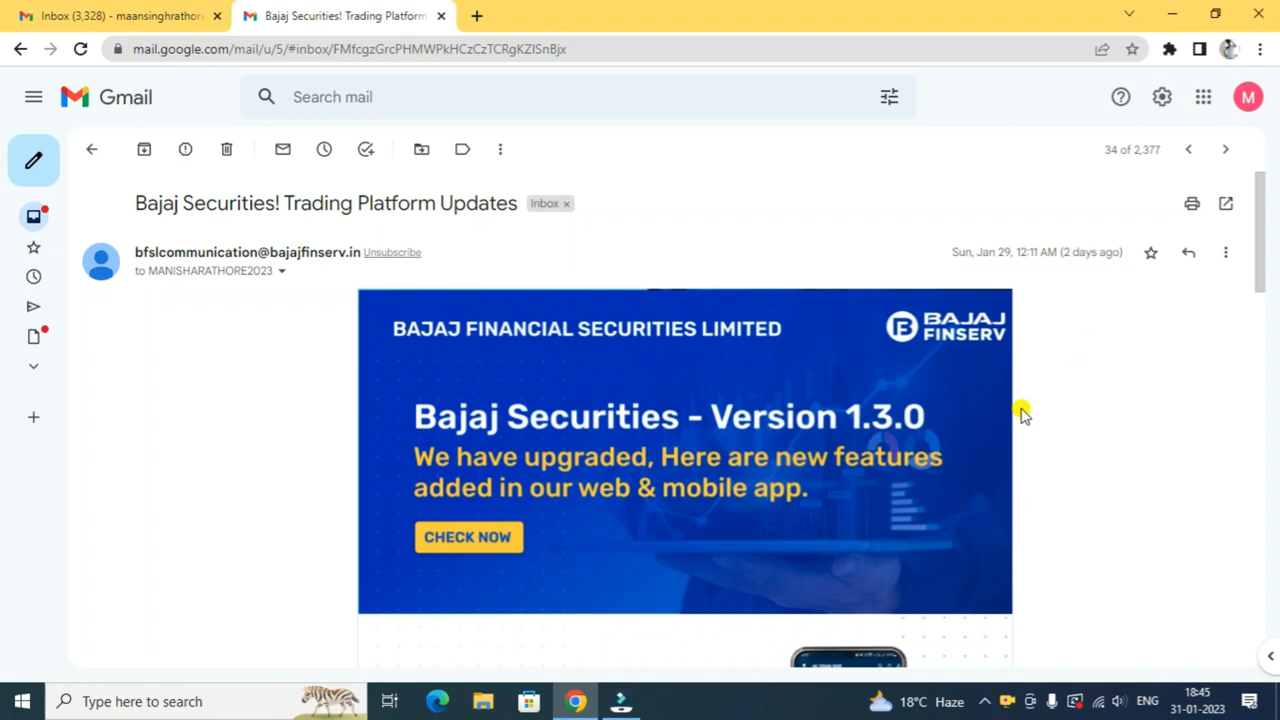 Inbox (3,328) - maansinghrathore
Bajaj Securities! Trading Platform
mail.google.com/mail/u/5/#inbox/FMfcgzGrcPHMWPkHCzCzTCRgKZlSnBjx
Gmail
Search mail
M
34 of 2,377
Bajaj Securities! Trading Platform Updates
Inbox ×
bfslcommunication@bajajfinserv.in Unsubscribe
Sun, Jan 29, 12:11 AM (2 days ago)
to MANISHARATHORE2023
BAJAJ FINANCIAL SECURITIES LIMITED
BAJAJ
FINSERV
Bajaj Securities - Version 1.3.0
We have upgraded, Here are new features
added in our web & mobile app.
CHECK NOW
Type here to search
18°C Haze
ENG
18:45
31-01-2023